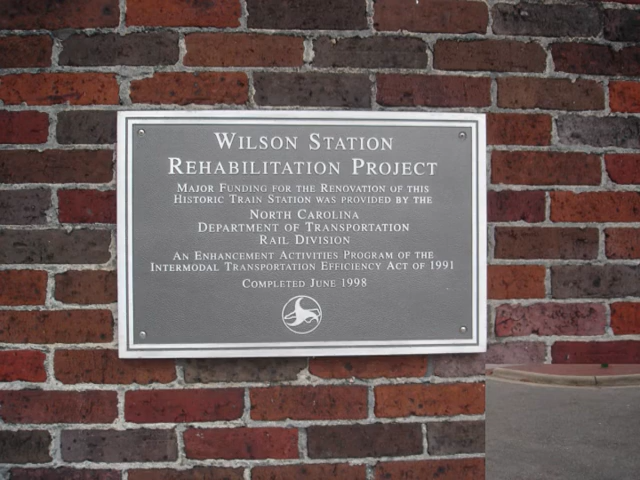 Wilson Station
Rehabilitation Project
Major Funding for the Renovation of this
Historic Train Station was provided by the
North Carolina
Department of Transportation
Rail Division
An Enhancement Activities Program of the
Intermodal Transportation Efficiency Act of 1991
Completed June 1998